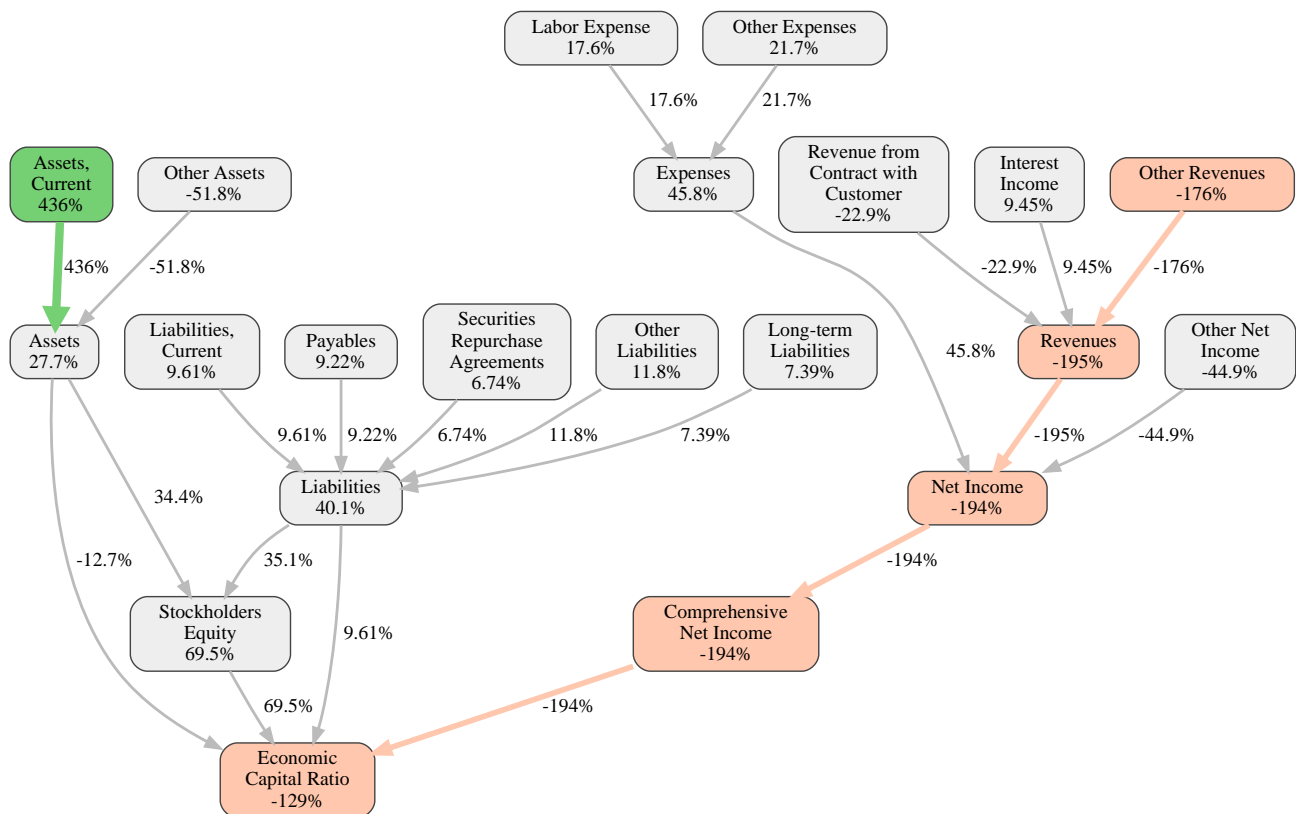 Labor Expense
17.6%
Other Expenses
21.7%
17.6%
21.7%
Assets,
Current
436%
Other Assets
-51.8%
Expenses
45.8%
Revenue from
Contract with
Customer
-22.9%
Interest
Income
9.45%
Other Revenues
-176%
436%
-51.8%
-22.9%
9.45%
-176%
Assets
27.7%
Liabilities,
Current
9.61%
Payables
9.22%
Securities
Repurchase
Agreements
6.74%
Other
Liabilities
11.8%
Long-term
Liabilities
7.39%
45.8%
Revenues
-195%
Other Net
Income
-44.9%
9.61%
9.22%
6.74%
11.8%
7.39%
-195%
-44.9%
34.4%
Liabilities
40.1%
Net Income
-194%
-12.7%
35.1%
-194%
Stockholders
Equity
69.5%
9.61%
Comprehensive
Net Income
-194%
69.5%
-194%
Economic
Capital Ratio
-129%